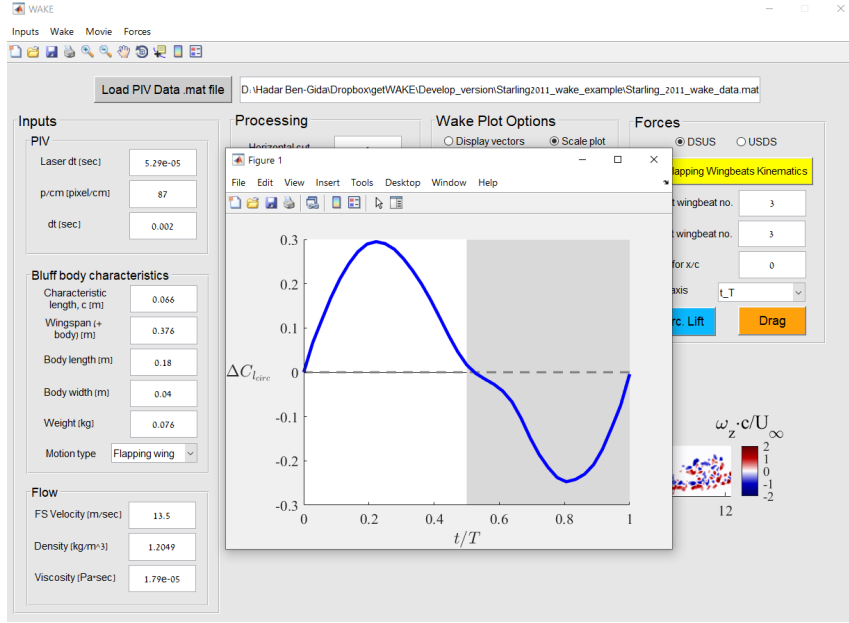 WAKE
Inputs Wake Movie Forces
Load PIV Data .mat file
D:\Hadar Ben-Gida\Dropbox\getWAKE\Develop_version\Starling2011_wake_example\Starling_2011_wake_data.mat
Inputs
PIV
Laser dt [sec] 5.29e-05
p/cm [pixel/cm] 87
dt [sec] 0.002
Bluff body characteristics
Characteristic
length, c [m] 0.066
Wingspan (+
body) [m] 0.376
Body length [m] 0.18
Body width [m] 0.04
Weight [kg] 0.076
Motion type Flapping wing
Flow
FS Velocity [m/sec] 13.5
Density [kg/m^3] 1.2049
Viscosity [Pa*sec] 1.79e-05
Processing
Horizontal cut
Wake Plot Options
Display vectors Scale plot
Forces
DSUS USDS
lapping Wingbeats Kinematics
t wingbeat no. 3
t wingbeat no. 3
for x/c 0
axis t_T
rc. Lift Drag
Figure 1
File Edit View Insert Tools Desktop Window Help
0.3
0.2
0.1
0
-0.1
-0.2
-0.3
ΔC_{l_{circ}}
0 0.2 0.4 0.6 0.8 1
t/T
ω_z·c/U_∞
2
1
0
-1
-2
12